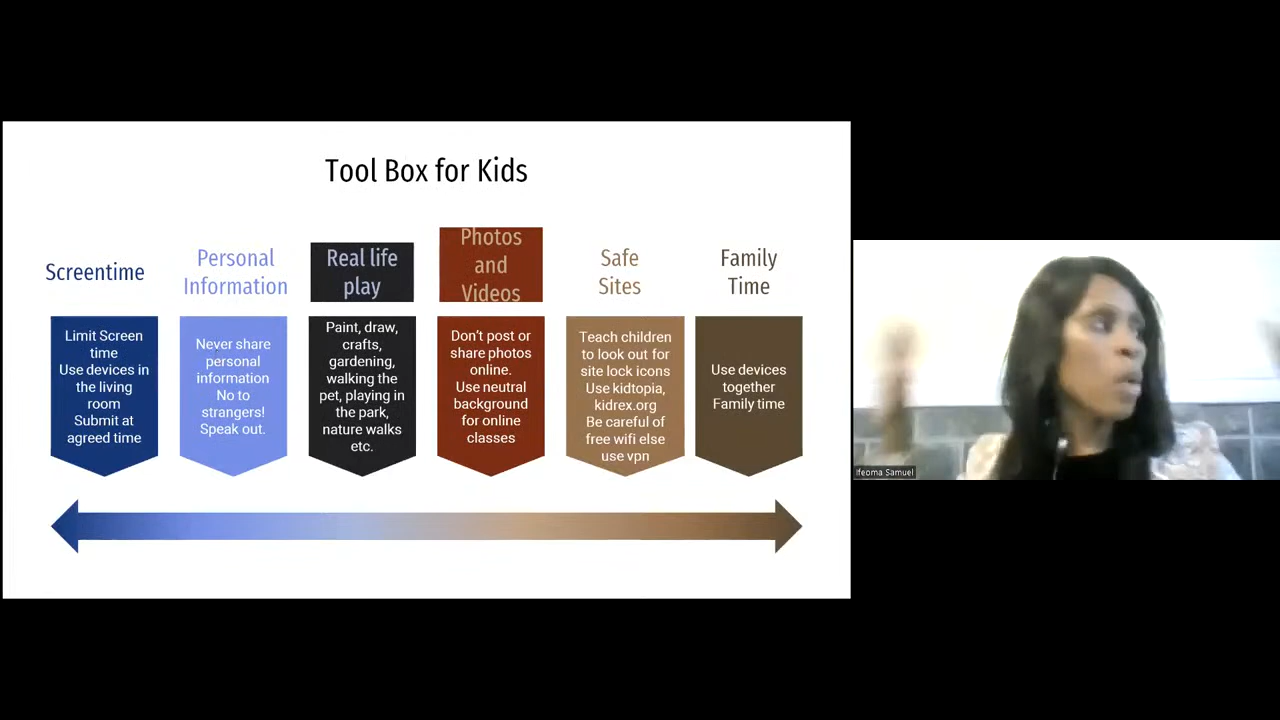 Tool Box for Kids
Screentime
Limit Screen
time
Use devices in
the living
room
Submit at
agreed time
Personal
Information
Never share
personal
information
No to
strangers!
Speak out.
Real life
play
Paint, draw,
crafts,
gardening,
walking the
pet, playing in
the park,
nature walks
etc.
Photos
and
Videos
Don't post or
share photos
online.
Use neutral
background
for online
classes
Safe
Sites
Teach children
to look out for
site lock icons
Use kidtopia,
kidrex.org
Be careful of
free wifi else
use vpn
Family
Time
Use devices
together
Family time
Ifeoma Samuel